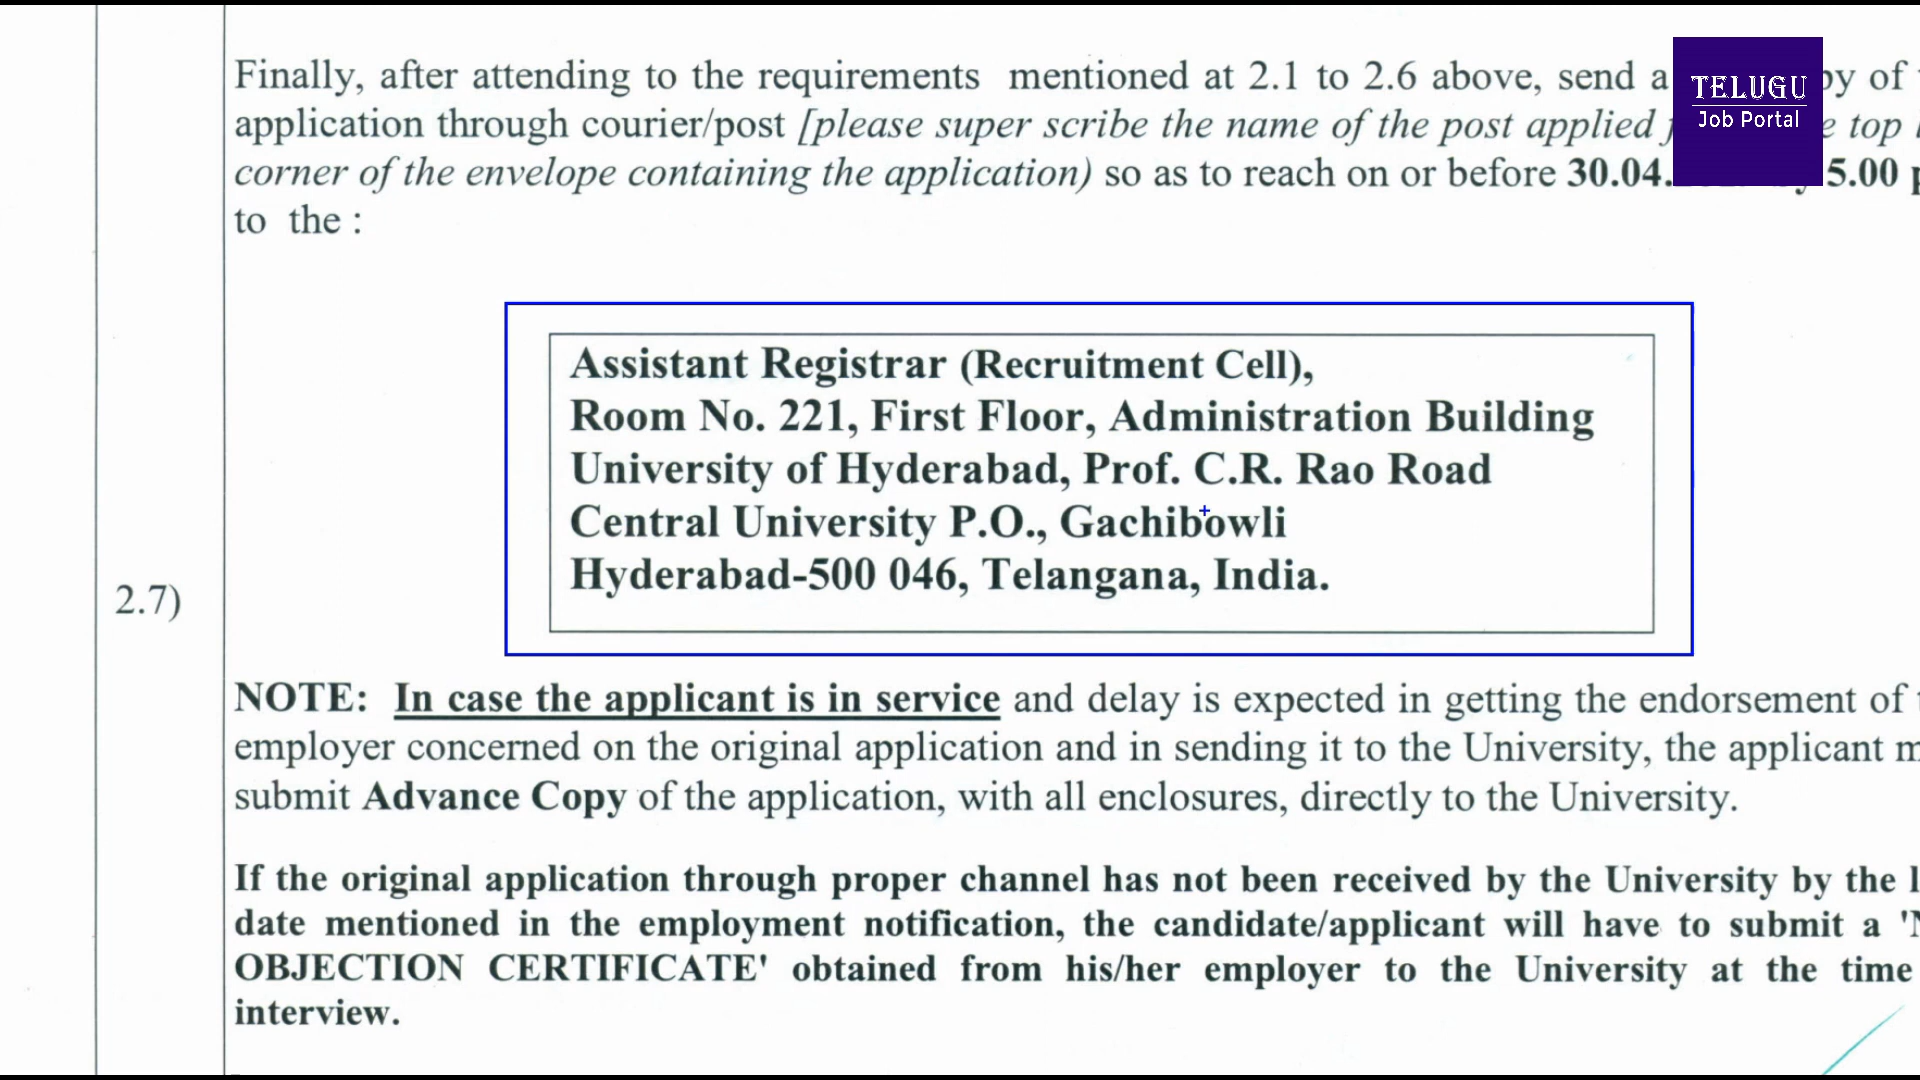 Finally, after attending to the requirements mentioned at 2.1 to 2.6 above, send a
TELUGU
Job Portal
of
application through courier/post [please super scribe the name of the post applied
top
corner of the envelope containing the application) so as to reach on or before 30.04.
5.00
to the :
Assistant Registrar (Recruitment Cell),
Room No. 221, First Floor, Administration Building
University of Hyderabad, Prof. C.R. Rao Road
Central University P.O., Gachibowli
Hyderabad-500 046, Telangana, India.
2.7)
NOTE: In case the applicant is in service and delay is expected in getting the endorsement of
employer concerned on the original application and in sending it to the University, the applicant
submit Advance Copy of the application, with all enclosures, directly to the University.
If the original application through proper channel has not been received by the University by the
date mentioned in the employment notification, the candidate/applicant will have to submit a
OBJECTION CERTIFICATE' obtained from his/her employer to the University at the time
interview.